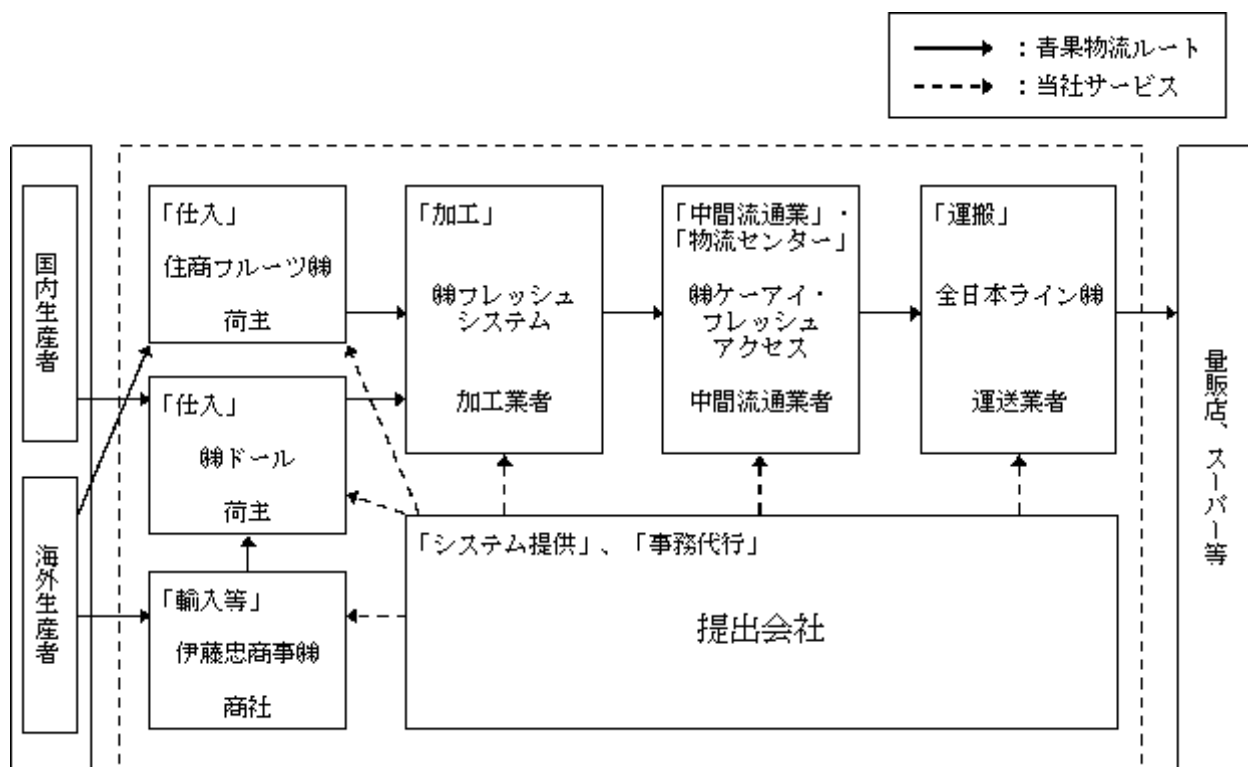 ：青果物流ルート
：当社サービス
国内生産者
海外生産者
「仕入」
住商フルーツ㈱
荷主
「仕入」
㈱ドール
荷主
「輸入等」
伊藤忠商事㈱
商社
「加工」
㈱フレッシュ
システム
加工業者
「中間流通業」・
「物流センター」
㈱ケーアイ・
フレッシュ
アクセス
中間流通業者
「運搬」
全日本ライン㈱
運送業者
「システム提供」、「事務代行」
提出会社
量販店、スーパー等